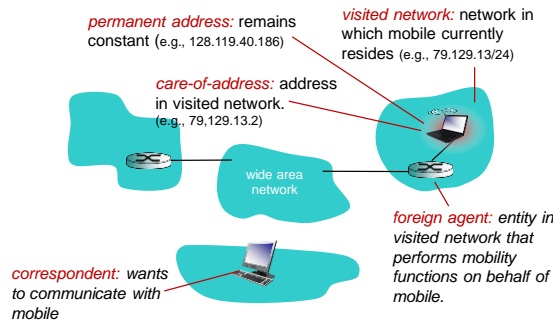 permanent address: remains
constant (e.g., 128.119.40.186)
visited network: network in
which mobile currently
resides (e.g., 79.129.13/24)
care-of-address: address
in visited network.
(e.g., 79,129.13.2)
wide area
network
foreign agent: entity in
visited network that
performs mobility
functions on behalf of
mobile.
correspondent: wants
to communicate with
mobile